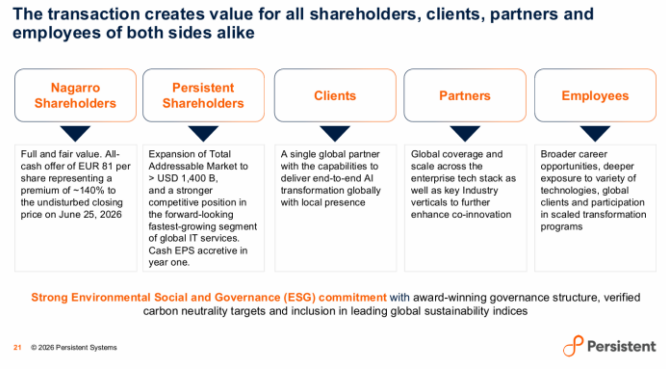 The transaction creates value for all shareholders, clients, partners and
employees of both sides alike
Nagarro
Shareholders
Persistent
Shareholders
Clients
Partners
Employees
Full and fair value. All-
cash offer of EUR 81 per
share representing a
premium of ~140% to
the undisturbed closing
price on June 25, 2026
Expansion of Total
Addressable Market to
> USD 1,400 B,
and a stronger
competitive position in
the forward-looking
fastest-growing segment
of global IT services.
Cash EPS accretive in
year one.
A single global partner
with the capabilities to
deliver end-to-end AI
transformation globally
with local presence
Global coverage and
scale across the
enterprise tech stack as
well as key Industry
verticals to further
enhance co-innovation
Broader career
opportunities, deeper
exposure to variety of
technologies, global
clients and participation
in scaled transformation
programs
Strong Environmental Social and Governance (ESG) commitment with award-winning governance structure, verified
carbon neutrality targets and inclusion in leading global sustainability indices
21 © 2026 Persistent Systems
Persistent